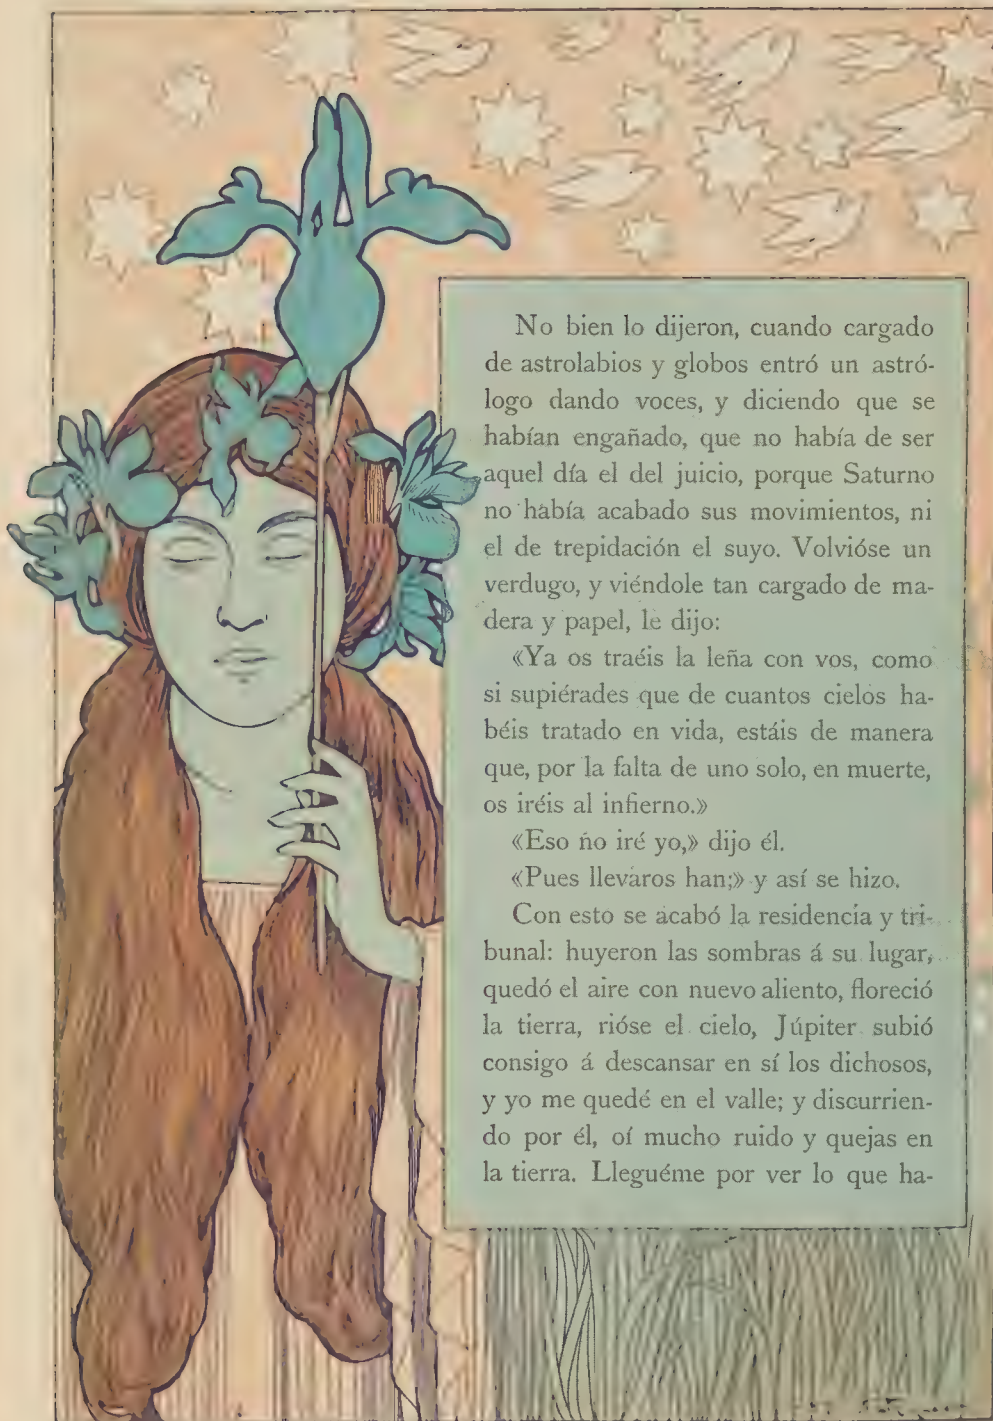 No bien lo dijeron, cuando cargado
de astrolabios y globos entró un astró-
logo dando voces, y diciendo que se
habían engañado, que no había de ser
aquel día el del juicio, porque Saturno
no había acabado sus movimientos, ni
el de trepidación el suyo. Volvióse un
verdugo, y viéndole tan cargado de ma-
dera y papel, le dijo:
«Ya os traéis la leña con vos, como
si supiérades que de cuantos cielos ha-
béis tratado en vida, estáis de manera
que, por la falta de uno solo, en muerte,
os iréis al infierno.»
«Eso no iré yo,» dijo él.
«Pues llevaros han;» y así se hizo.
Con esto se acabó la residencia y tri-
bunal: huyeron las sombras á su lugar,
quedó el aire con nuevo aliento, floreció
la tierra, rióse el cielo, Júpiter subió
consigo á descansar en sí los dichosos,
y yo me quedé en el valle; y discurrien-
do por él, oí mucho ruido y quejas en
la tierra. Lleguéme por ver lo que ha-